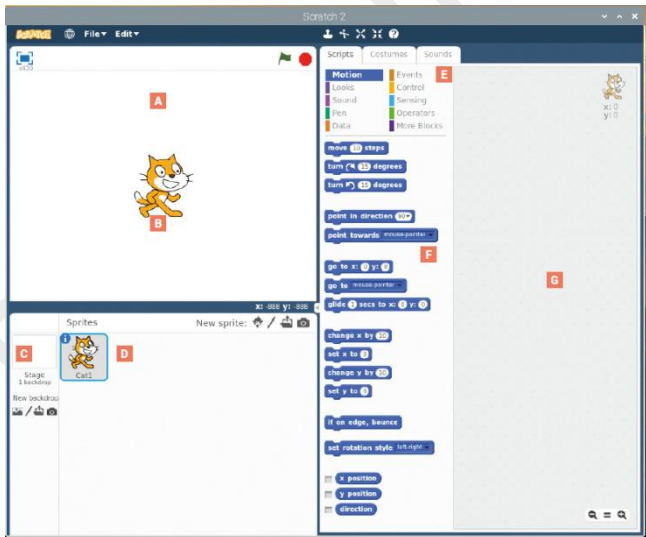 Scratch 2
SCRATCH File Edit
Scripts Costumes Sounds
A
Motion Events E
Looks Control
Sound Sensing
Pen Operators
Data More Blocks
x: 0
y: 0
move 10 steps
turn 15 degrees
turn 15 degrees
B
point in direction 90
point towards mouse-pointer
F
go to x: 0 y: 0
G
go to mouse-pointer
glide 1 secs to x: 0 y: 0
x: -888 y: -888
Sprites New sprite:
change x by 10
set x to 0
change y by 10
set y to 0
C
D
Stage
1 backdrop
Cat1
New backdrop
if on edge, bounce
set rotation style left-right
x position
y position
direction